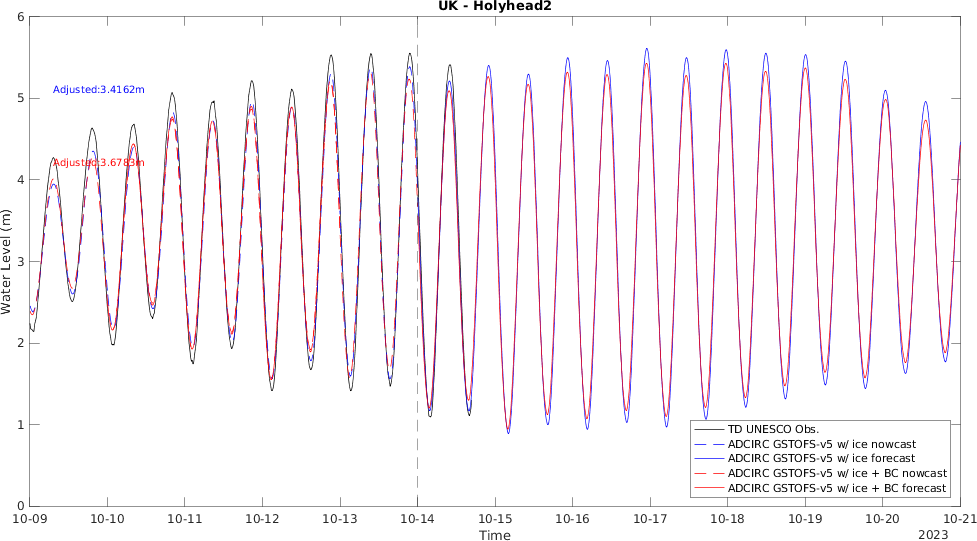 UK - Holyhead2
6
5
4
3
2
1
0
Water Level (m)
Adjusted:3.4162m
Adjusted:3.6783m
TD UNESCO Obs.
ADCIRC GSTOFS-v5 w/ ice nowcast
ADCIRC GSTOFS-v5 w/ ice forecast
ADCIRC GSTOFS-v5 w/ ice + BC nowcast
ADCIRC GSTOFS-v5 w/ ice + BC forecast
10-09 10-10 10-11 10-12 10-13 10-14 10-15 10-16 10-17 10-18 10-19 10-20 10-21
Time
2023